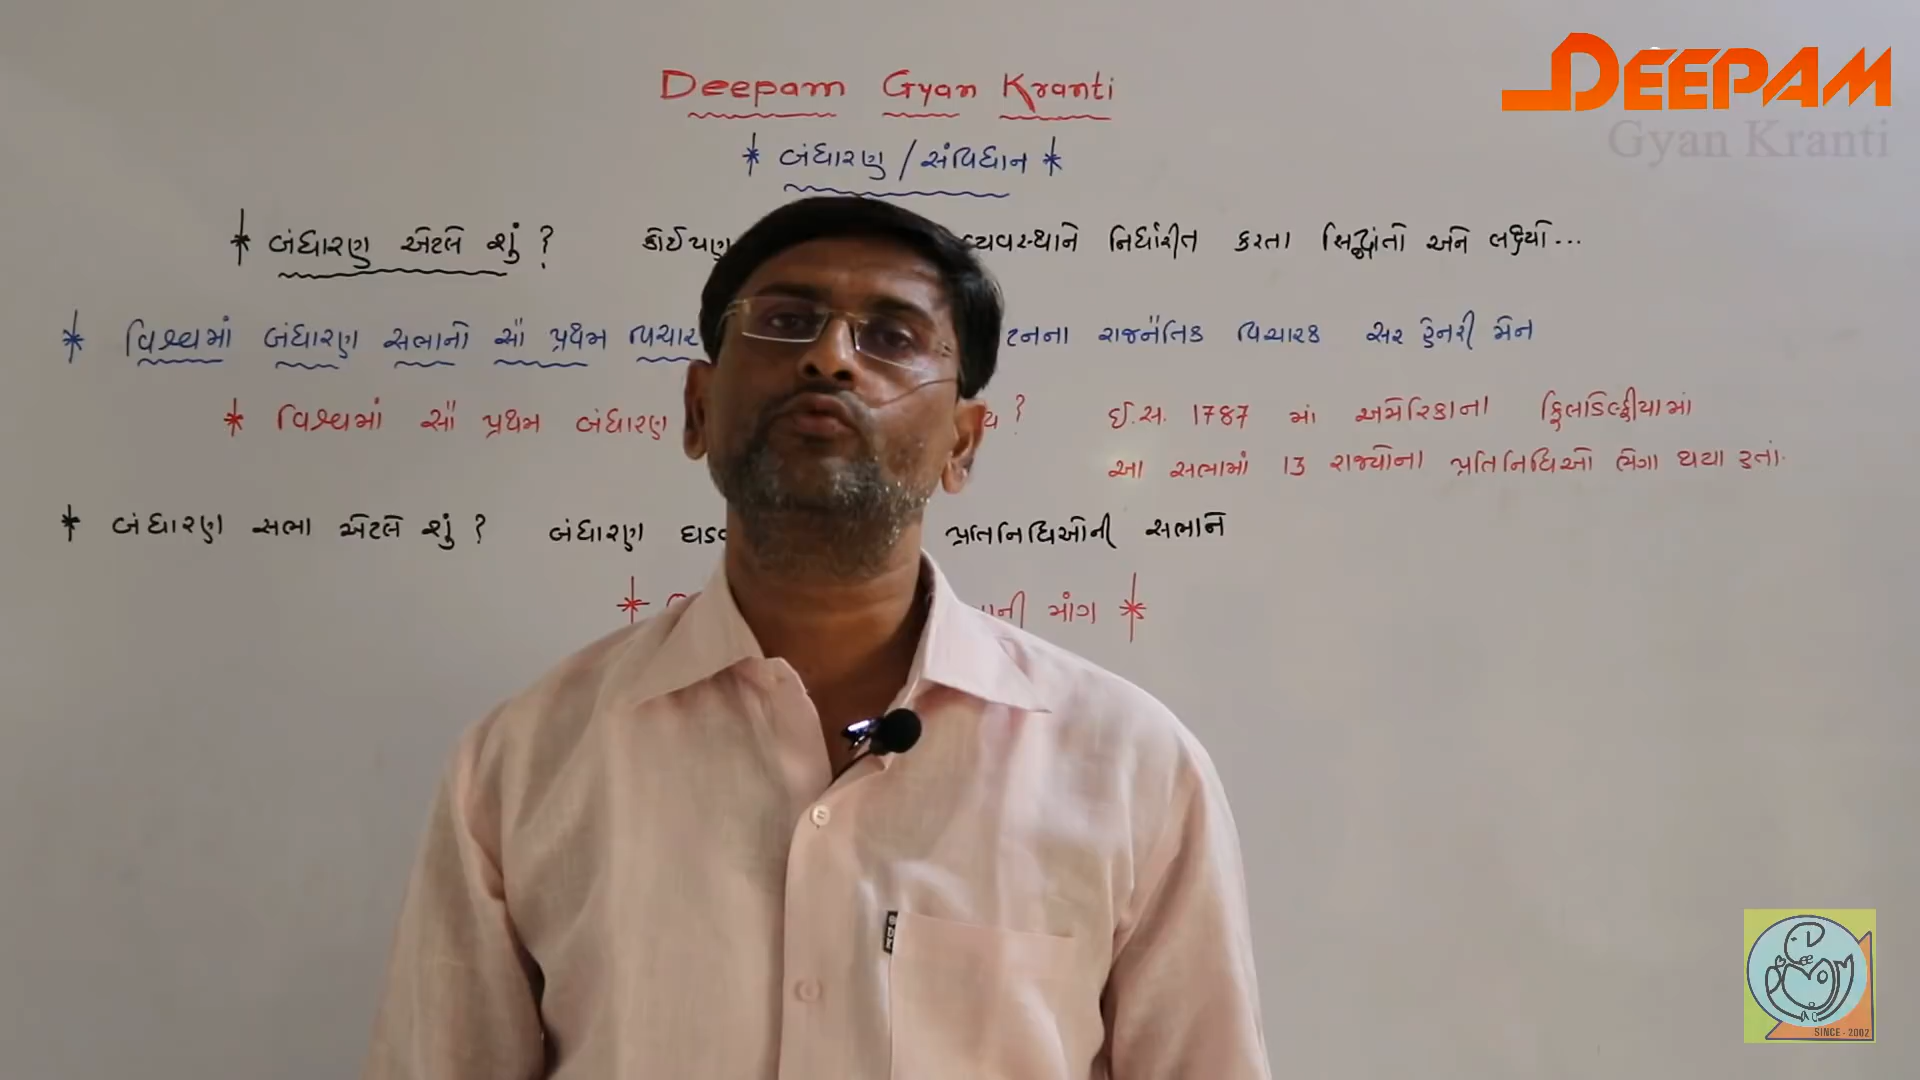 DEEPAM
Gyan Kranti
Deepam Gyan Kranti
* બંધારણ / સંવિધાન *
* બંધારણ એટલે શું ? કોઈપણ વ્યવસ્થાને નિર્ધારીત કરતા સિદ્ધાંતો અને લક્ષ્યો...
* વિશ્વમાં બંધારણ સભાનો સૌ પ્રથમ વિચાર ટનના રાજનૈતિક વિચારક સર હેનરી મેન
* વિશ્વમાં સૌ પ્રથમ બંધારણ ? ઈ.સ. 1787 માં અમેરિકાના ફિલાડેલ્ફીયામાં
આ સભામાં 13 રાજ્યોના પ્રતિનિધિઓ ભેગા થયા હતાં.
* બંધારણ સભા એટલે શું ? બંધારણ ઘડ પ્રતિનિધિઓની સભાને
* ની માંગ *
SINCE - 2002